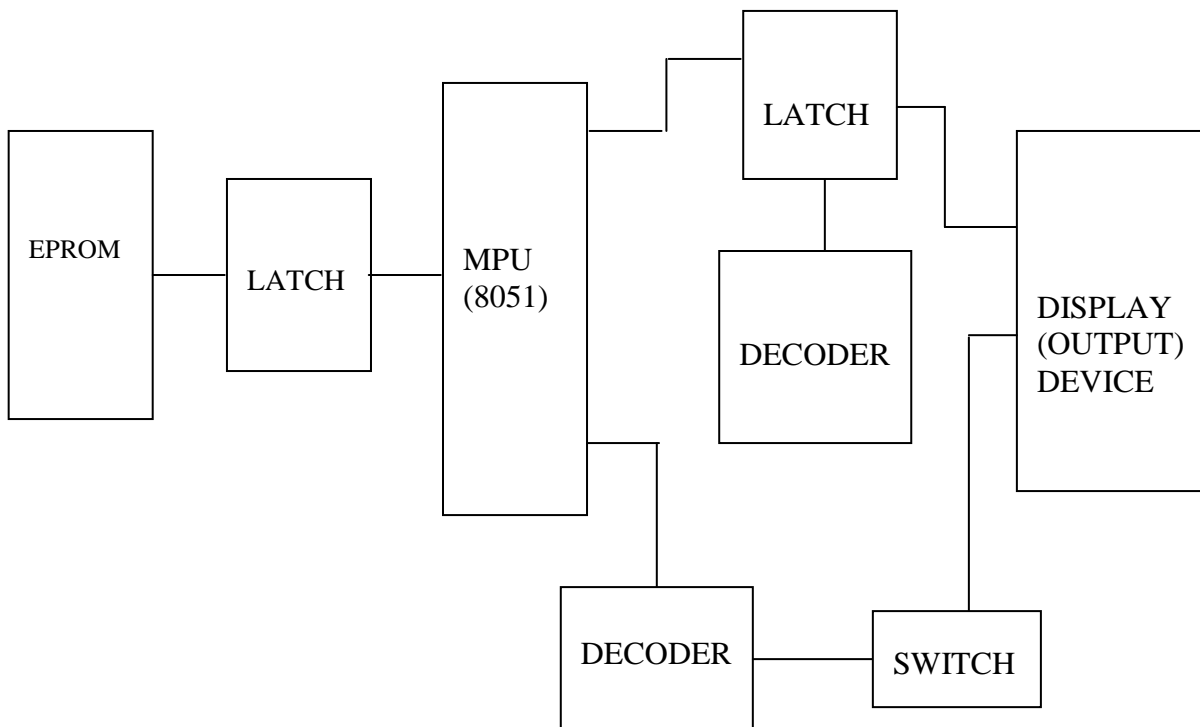 EPROM
LATCH
MPU
(8051)
LATCH
DECODER
DISPLAY
(OUTPUT)
DEVICE
DECODER
SWITCH